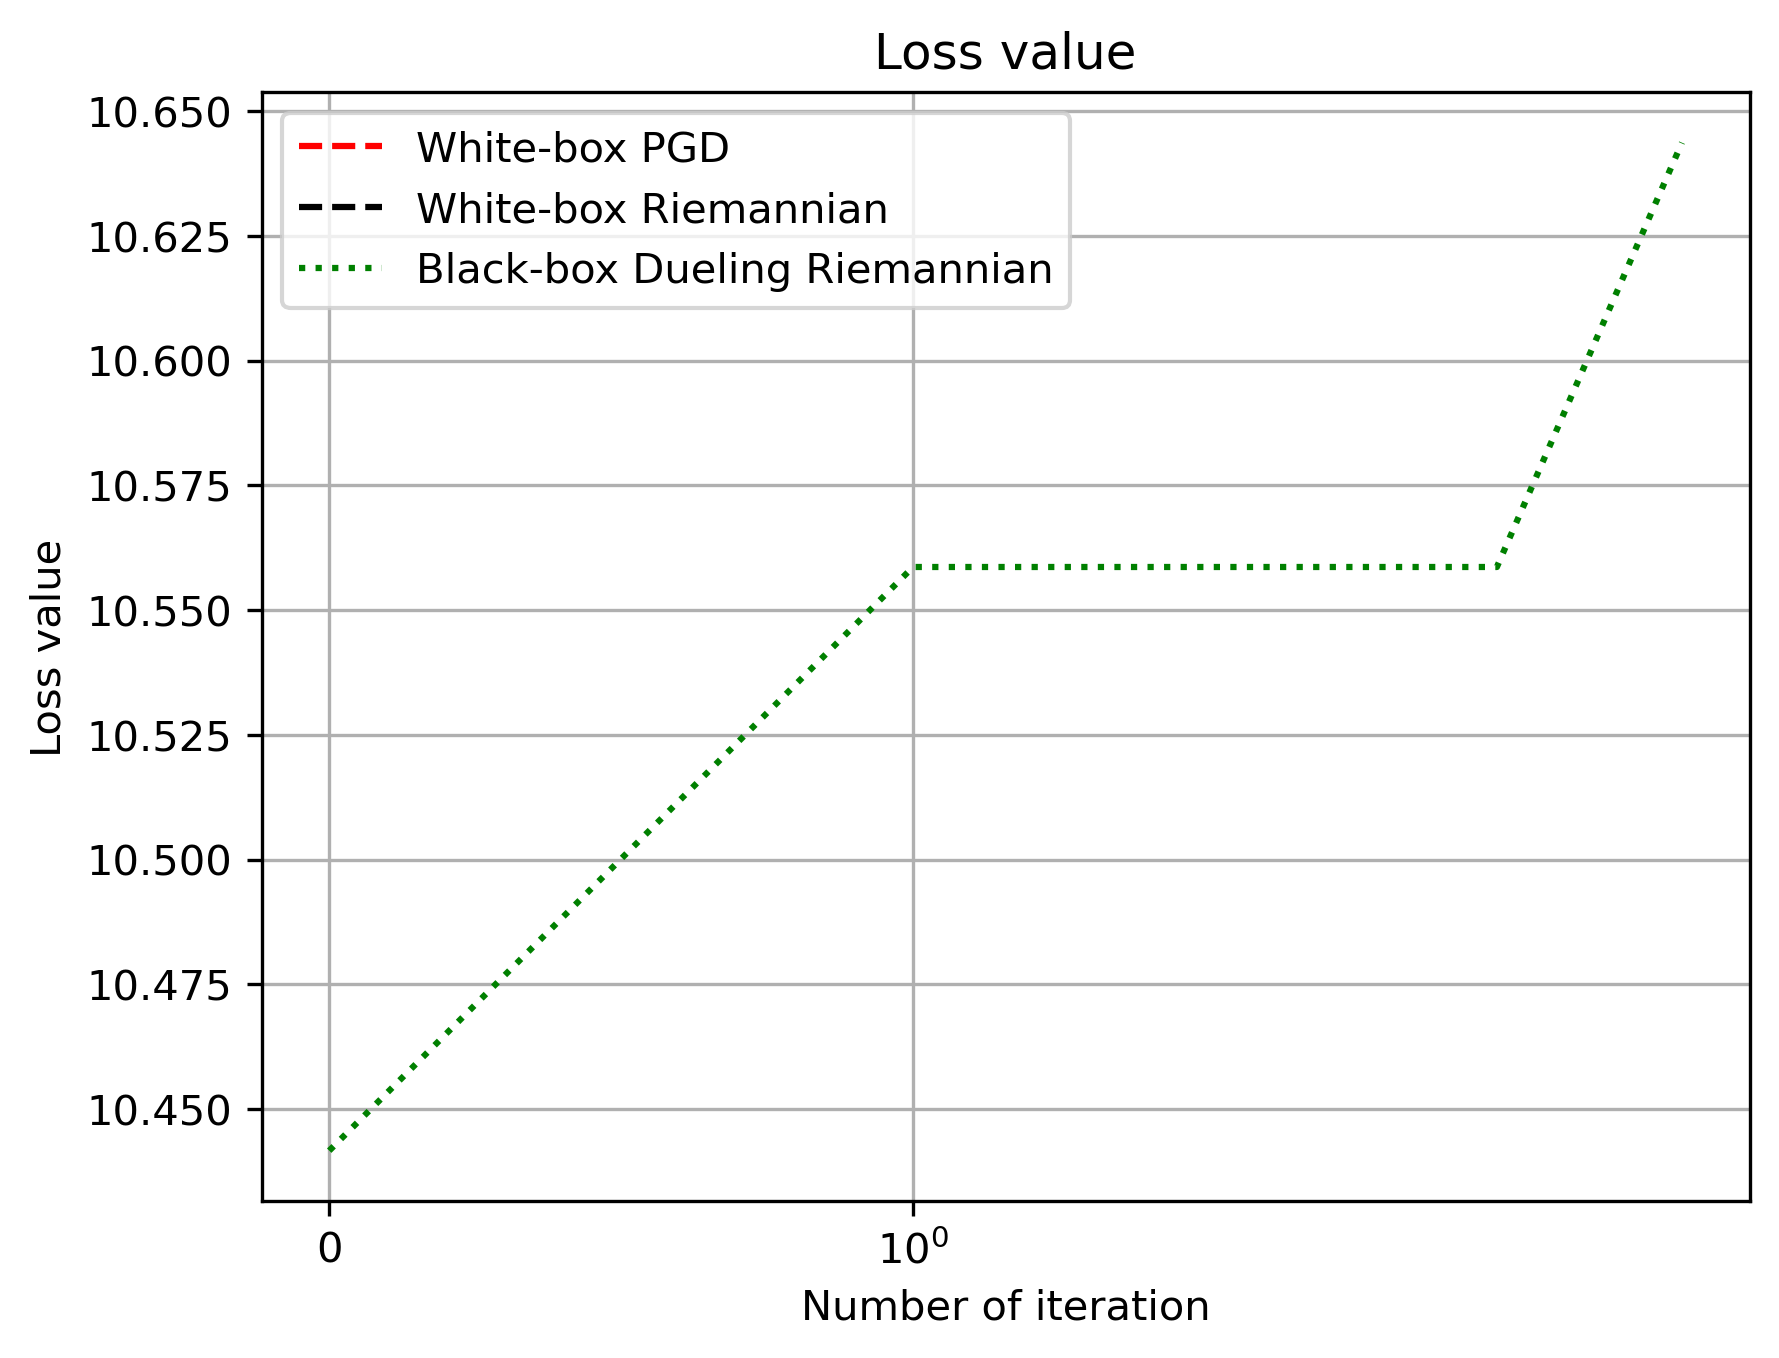 Loss value
10.650
10.625
10.600
10.575
10.550
10.525
10.500
10.475
10.450
Loss value
White-box PGD
White-box Riemannian
Black-box Dueling Riemannian
0
10⁰
Number of iteration